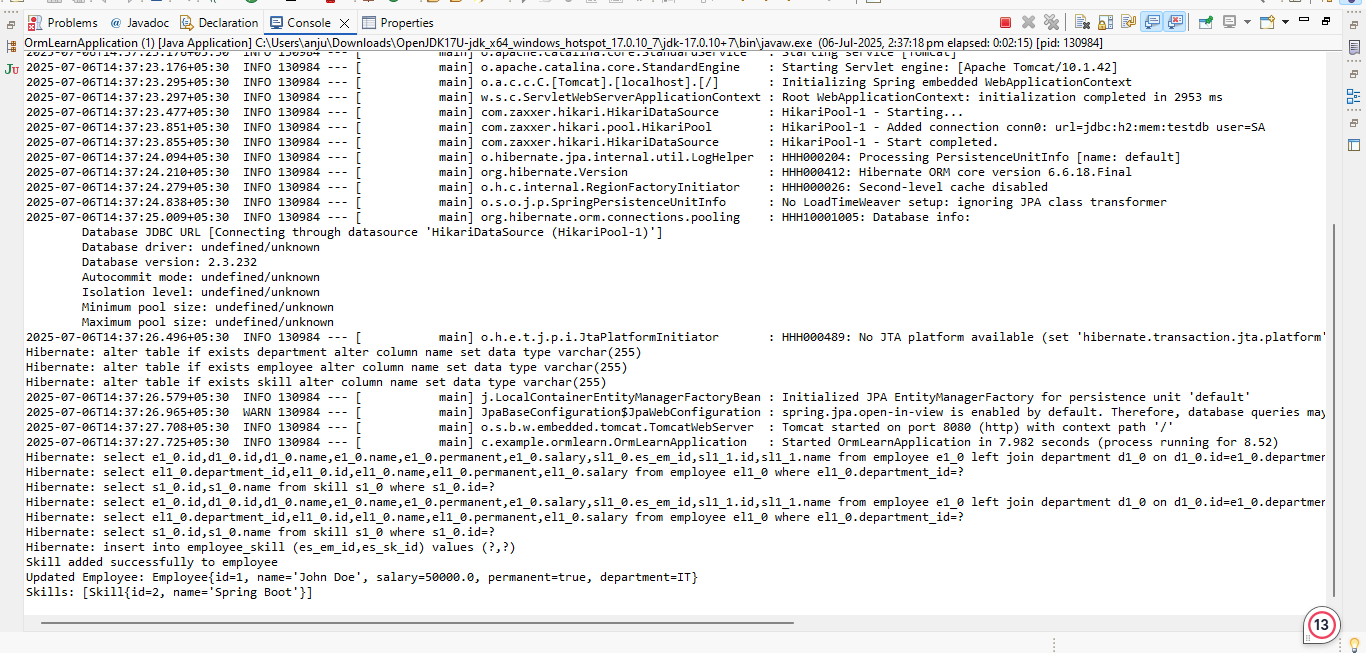 Problems @ Javadoc Declaration Console Properties
OrmLearnApplication (1) [Java Application] C:\Users\anju\Downloads\OpenJDK17U-jdk_x64_windows_hotspot_17.0.10_7\jdk-17.0.10+7\bin\javaw.exe (06-Jul-2025, 2:37:18 pm elapsed: 0:02:15) [pid: 130984]
2025-07-06T14:37:23.176+05:30  INFO 130984 --- [           main] o.apache.catalina.core.StandardService   : Starting service [Tomcat]
2025-07-06T14:37:23.176+05:30  INFO 130984 --- [           main] o.apache.catalina.core.StandardEngine    : Starting Servlet engine: [Apache Tomcat/10.1.42]
2025-07-06T14:37:23.295+05:30  INFO 130984 --- [           main] o.a.c.c.C.[Tomcat].[localhost].[/]       : Initializing Spring embedded WebApplicationContext
2025-07-06T14:37:23.297+05:30  INFO 130984 --- [           main] w.s.c.ServletWebServerApplicationContext : Root WebApplicationContext: initialization completed in 2953 ms
2025-07-06T14:37:23.477+05:30  INFO 130984 --- [           main] com.zaxxer.hikari.HikariDataSource       : HikariPool-1 - Starting...
2025-07-06T14:37:23.851+05:30  INFO 130984 --- [           main] com.zaxxer.hikari.pool.HikariPool        : HikariPool-1 - Added connection conn0: url=jdbc:h2:mem:testdb user=SA
2025-07-06T14:37:23.855+05:30  INFO 130984 --- [           main] com.zaxxer.hikari.HikariDataSource       : HikariPool-1 - Start completed.
2025-07-06T14:37:24.094+05:30  INFO 130984 --- [           main] o.hibernate.jpa.internal.util.LogHelper  : HHH000204: Processing PersistenceUnitInfo [name: default]
2025-07-06T14:37:24.210+05:30  INFO 130984 --- [           main] org.hibernate.Version                    : HHH000412: Hibernate ORM core version 6.6.18.Final
2025-07-06T14:37:24.279+05:30  INFO 130984 --- [           main] o.h.c.internal.RegionFactoryInitiator    : HHH000026: Second-level cache disabled
2025-07-06T14:37:24.838+05:30  INFO 130984 --- [           main] o.s.o.j.p.SpringPersistenceUnitInfo      : No LoadTimeWeaver setup: ignoring JPA class transformer
2025-07-06T14:37:25.009+05:30  INFO 130984 --- [           main] org.hibernate.orm.connections.pooling    : HHH10001005: Database info:
Database JDBC URL [Connecting through datasource 'HikariDataSource (HikariPool-1)']
Database driver: undefined/unknown
Database version: 2.3.232
Autocommit mode: undefined/unknown
Isolation level: undefined/unknown
Minimum pool size: undefined/unknown
Maximum pool size: undefined/unknown
2025-07-06T14:37:26.496+05:30  INFO 130984 --- [           main] o.h.e.t.j.p.i.JtaPlatformInitiator       : HHH000489: No JTA platform available (set 'hibernate.transaction.jta.platform'
Hibernate: alter table if exists department alter column name set data type varchar(255)
Hibernate: alter table if exists employee alter column name set data type varchar(255)
Hibernate: alter table if exists skill alter column name set data type varchar(255)
2025-07-06T14:37:26.579+05:30  INFO 130984 --- [           main] j.LocalContainerEntityManagerFactoryBean : Initialized JPA EntityManagerFactory for persistence unit 'default'
2025-07-06T14:37:26.965+05:30  WARN 130984 --- [           main] JpaBaseConfiguration$JpaWebConfiguration : spring.jpa.open-in-view is enabled by default. Therefore, database queries may
2025-07-06T14:37:27.708+05:30  INFO 130984 --- [           main] o.s.b.w.embedded.tomcat.TomcatWebServer  : Tomcat started on port 8080 (http) with context path '/'
2025-07-06T14:37:27.725+05:30  INFO 130984 --- [           main] c.example.ormlearn.OrmLearnApplication   : Started OrmLearnApplication in 7.982 seconds (process running for 8.52)
Hibernate: select e1_0.id,d1_0.id,d1_0.name,e1_0.name,e1_0.permanent,e1_0.salary,sl1_0.es_em_id,sl1_1.id,sl1_1.name from employee e1_0 left join department d1_0 on d1_0.id=e1_0.departmen
Hibernate: select el1_0.department_id,el1_0.id,el1_0.name,el1_0.permanent,el1_0.salary from employee el1_0 where el1_0.department_id=?
Hibernate: select s1_0.id,s1_0.name from skill s1_0 where s1_0.id=?
Hibernate: select e1_0.id,d1_0.id,d1_0.name,e1_0.name,e1_0.permanent,e1_0.salary,sl1_0.es_em_id,sl1_1.id,sl1_1.name from employee e1_0 left join department d1_0 on d1_0.id=e1_0.departmen
Hibernate: select el1_0.department_id,el1_0.id,el1_0.name,el1_0.permanent,el1_0.salary from employee el1_0 where el1_0.department_id=?
Hibernate: select s1_0.id,s1_0.name from skill s1_0 where s1_0.id=?
Hibernate: insert into employee_skill (es_em_id,es_sk_id) values (?,?)
Skill added successfully to employee
Updated Employee: Employee{id=1, name='John Doe', salary=50000.0, permanent=true, department=IT}
Skills: [Skill{id=2, name='Spring Boot'}]
13